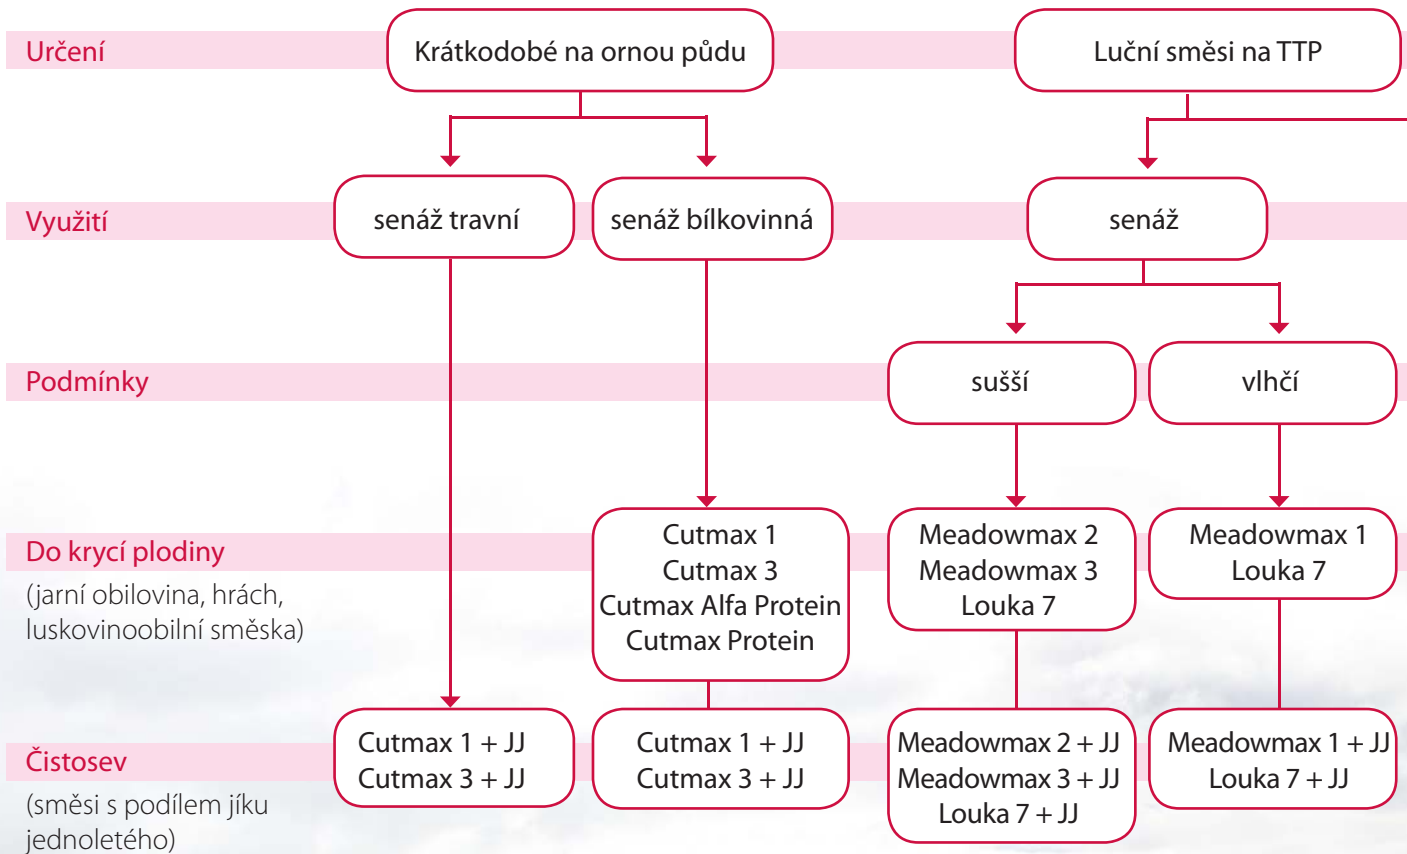 Určení
Krátkodobé na ornou půdu
Luční směsi na TTP
Využití
senáž travní
senáž bílkovinná
senáž
Podmínky
sušší
vlhčí
Do krycí plodiny
(jarní obilovina, hrách,
luskovinoobilní směska)
Cutmax 1
Cutmax 3
Cutmax Alfa Protein
Cutmax Protein
Meadowmax 2
Meadowmax 3
Louka 7
Meadowmax 1
Louka 7
Čistosev
(směsi s podílem jíku
jednoletého)
Cutmax 1 + JJ
Cutmax 3 + JJ
Cutmax 1 + JJ
Cutmax 3 + JJ
Meadowmax 2 + JJ
Meadowmax 3 + JJ
Louka 7 + JJ
Meadowmax 1 + JJ
Louka 7 + JJ